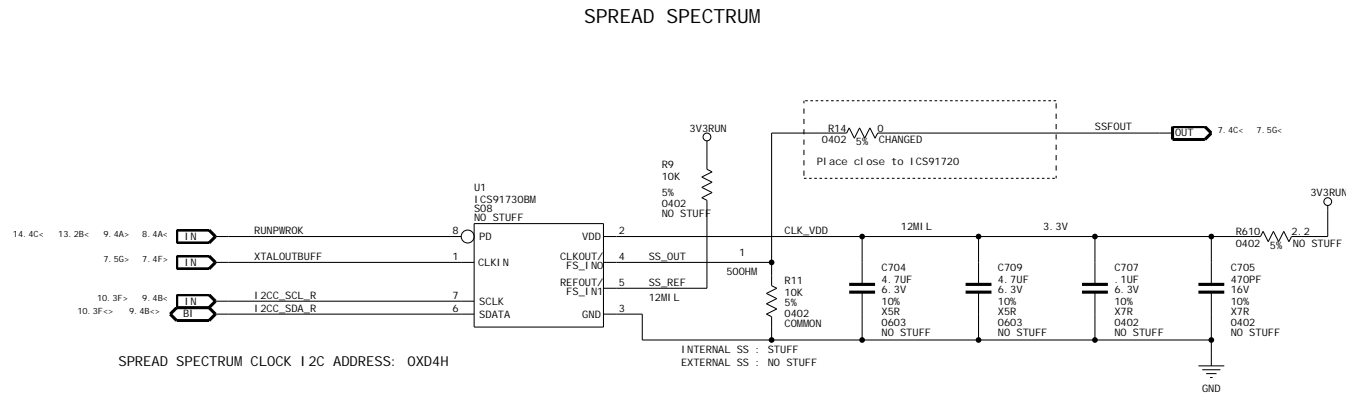 SPREAD SPECTRUM
3V3RUN
R14
0
0402
5%
CHANGED
Place close to ICS91720
SSFOUT
OUT
7.4C<
7.5G<
R9
10K
5%
0402
NO STUFF
U1
ICS91730BM
SO8
NO STUFF
14.4C<
13.2B<
9.4A>
8.4A<
IN
RUNPWROK
8
PD
7.5G>
7.4F>
IN
XTALOUTBUFF
1
CLKIN
10.3F>
9.4B<
IN
I2CC_SCL_R
7
SCLK
10.3F<>
9.4B<>
BI
I2CC_SDA_R
6
SDATA
VDD
2
CLK_VDD
12MIL
3.3V
CLKOUT/
FS_IN0
4
SS_OUT
1
50OHM
REFOUT/
FS_IN1
5
SS_REF
12MIL
GND
3
R11
10K
5%
0402
COMMON
C704
4.7UF
6.3V
10%
X5R
0603
NO STUFF
C709
4.7UF
6.3V
10%
X5R
0603
NO STUFF
C707
.1UF
6.3V
10%
X7R
0402
NO STUFF
C705
470PF
16V
10%
X7R
0402
NO STUFF
3V3RUN
R610
2.2
0402
5%
NO STUFF
INTERNAL SS : STUFF
EXTERNAL SS : NO STUFF
SPREAD SPECTRUM CLOCK I2C ADDRESS: 0XD4H
GND